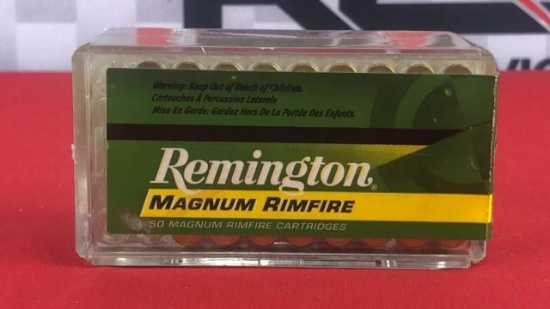 Warning: Keep Out of Reach of Children.
Cartouches À Percussion Laterale
Mise En Garde: Gardez Hors De La Portée Des Enfants.
Remington®
MAGNUM RIMFIRE
50 MAGNUM RIMFIRE CARTRIDGES